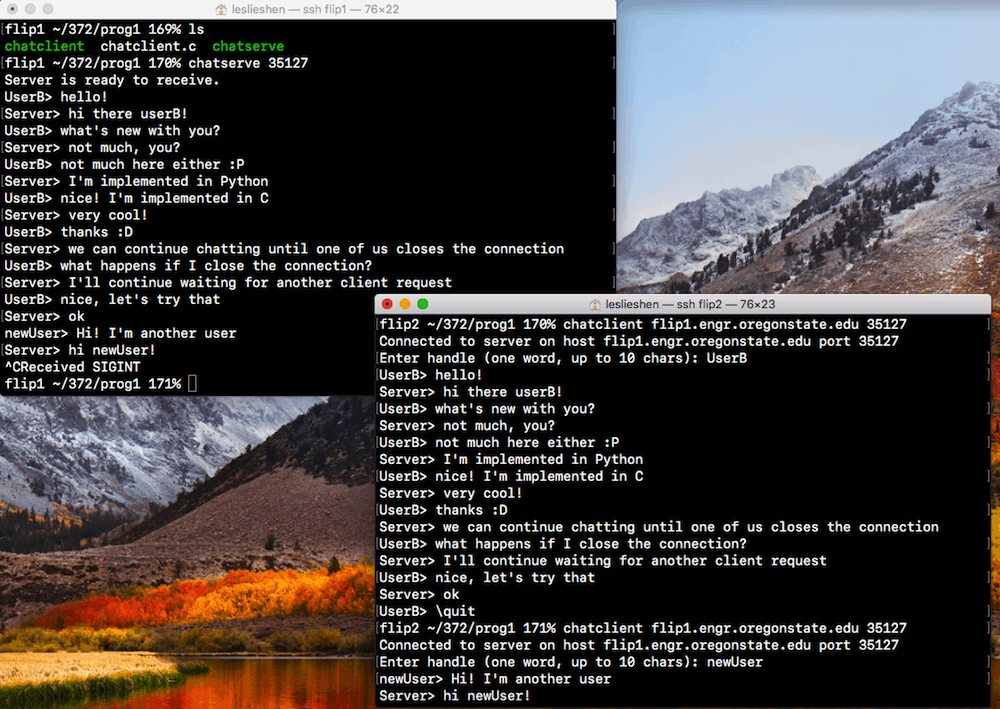 leslieshen — ssh flip1 — 76×22
flip1 ~/372/prog1 169% ls
chatclient chatclient.c chatserve
flip1 ~/372/prog1 170% chatserve 35127
Server is ready to receive.
UserB> hello!
Server> hi there userB!
UserB> what's new with you?
Server> not much, you?
UserB> not much here either :P
Server> I'm implemented in Python
UserB> nice! I'm implemented in C
Server> very cool!
UserB> thanks :D
Server> we can continue chatting until one of us closes the connection
UserB> what happens if I close the connection?
Server> I'll continue waiting for another client request
UserB> nice, let's try that
Server> ok
newUser> Hi! I'm another user
Server> hi newUser!
^CReceived SIGINT
flip1 ~/372/prog1 171%
leslieshen — ssh flip2 — 76×23
flip2 ~/372/prog1 170% chatclient flip1.engr.oregonstate.edu 35127
Connected to server on host flip1.engr.oregonstate.edu port 35127
Enter handle (one word, up to 10 chars): UserB
UserB> hello!
Server> hi there userB!
UserB> what's new with you?
Server> not much, you?
UserB> not much here either :P
Server> I'm implemented in Python
UserB> nice! I'm implemented in C
Server> very cool!
UserB> thanks :D
Server> we can continue chatting until one of us closes the connection
UserB> what happens if I close the connection?
Server> I'll continue waiting for another client request
UserB> nice, let's try that
Server> ok
UserB> \quit
flip2 ~/372/prog1 171% chatclient flip1.engr.oregonstate.edu 35127
Connected to server on host flip1.engr.oregonstate.edu port 35127
Enter handle (one word, up to 10 chars): newUser
newUser> Hi! I'm another user
Server> hi newUser!